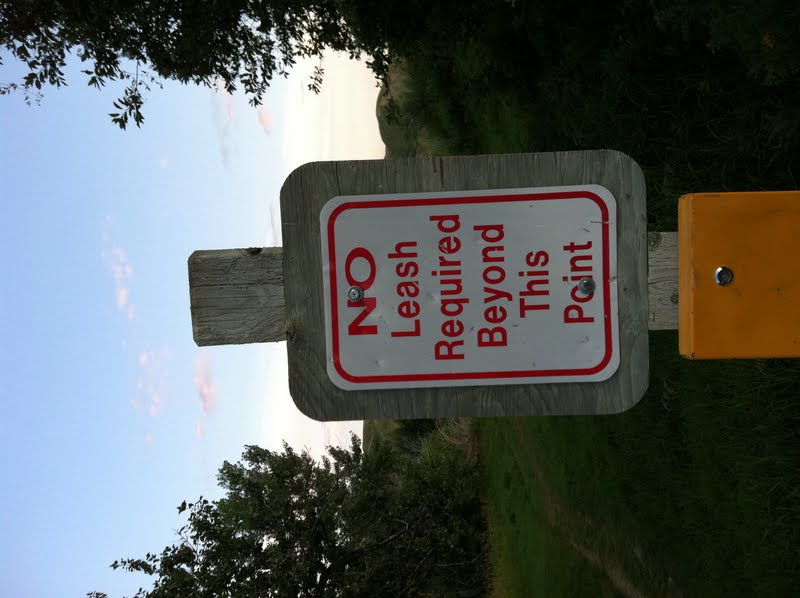 NO
Leash
Required
Beyond
This
Point